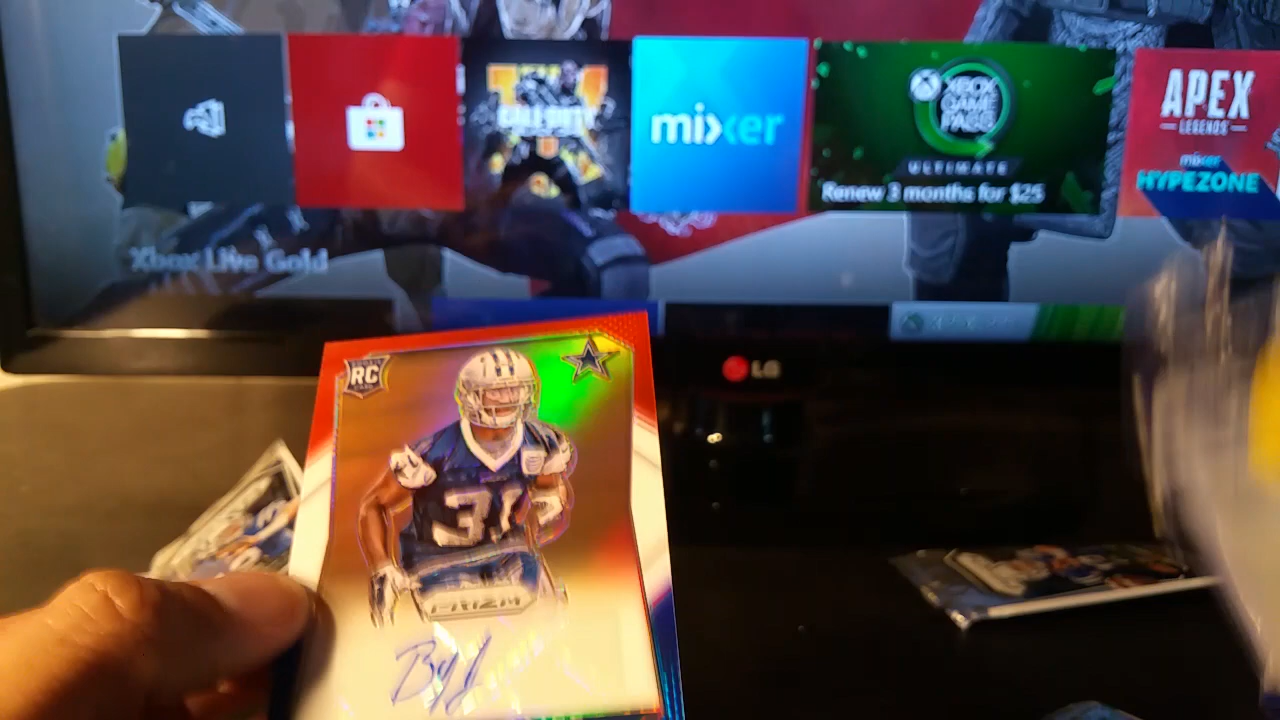 CALL OF DUTY
mixer
XBOX
GAME
PASS
ULTIMATE
Renew 3 months for $25
APEX
LEGENDS
mixer
HYPEZONE
Xbox Live Gold
LG
RC
31
PRIZM